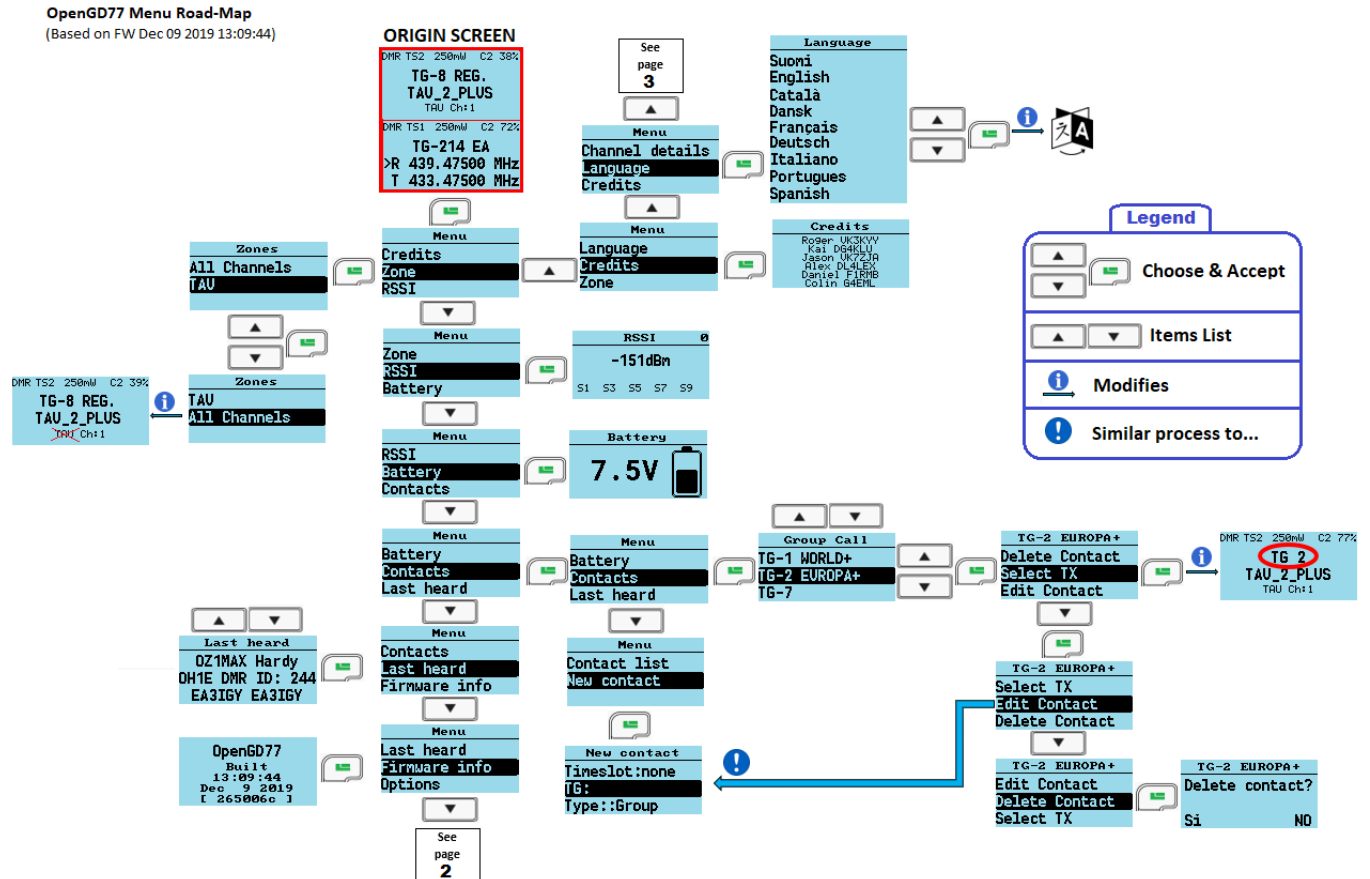 OpenGD77 Menu Road-Map
(Based on FW Dec 09 2019 13:09:44)
ORIGIN SCREEN
DMR TS2 250mW C2 38%
TG-8 REG.
TAV_2_PLUS
TAU Ch:1
DMR TS1 250mW C2 72%
TG-214 EA
>R 439.47500 MHz
T 433.47500 MHz
See
page
3
Menu
Channel details
Language
Credits
Language
Suomi
English
Català
Dansk
Français
Deutsch
Italiano
Portugues
Spanish
Menu
Language
Credits
Zone
Credits
Roger VK3KYY
Kai DG4KLU
Jason VK7ZJA
Alex DL4LEX
Daniel F1RMB
Colin G4EML
Legend
Choose & Accept
Items List
Modifies
Similar process to...
Zones
All Channels
TAV
Menu
Credits
Zone
RSSI
Zones
TAV
All Channels
DMR TS2 250mW C2 39%
TG-8 REG.
TAV_2_PLUS
TAU Ch:1
Menu
Zone
RSSI
Battery
RSSI 0
-151dBm
S1 S3 S5 S7 S9
Menu
RSSI
Battery
Contacts
Battery
7.5V
Menu
Battery
Contacts
Last heard
Menu
Battery
Contacts
Last heard
Group Call
TG-1 WORLD+
TG-2 EUROPA+
TG-7
TG-2 EUROPA+
Delete Contact
Select TX
Edit Contact
DMR TS2 250mW C2 77%
TG 2
TAV_2_PLUS
TAU Ch:1
Last heard
OZ1MAX Hardy
OH1E DMR ID: 244
EA3IGY EA3IGY
Menu
Contacts
Last heard
Firmware info
Menu
Contact list
New contact
TG-2 EUROPA+
Select TX
Edit Contact
Delete Contact
OpenGD77
Built
13:09:44
Dec 9 2019
[ 265006c ]
Menu
Last heard
Firmware info
Options
New contact
Timeslot:none
TG:
Type::Group
TG-2 EUROPA+
Edit Contact
Delete Contact
Select TX
TG-2 EUROPA+
Delete contact?
Si NO
See
page
2